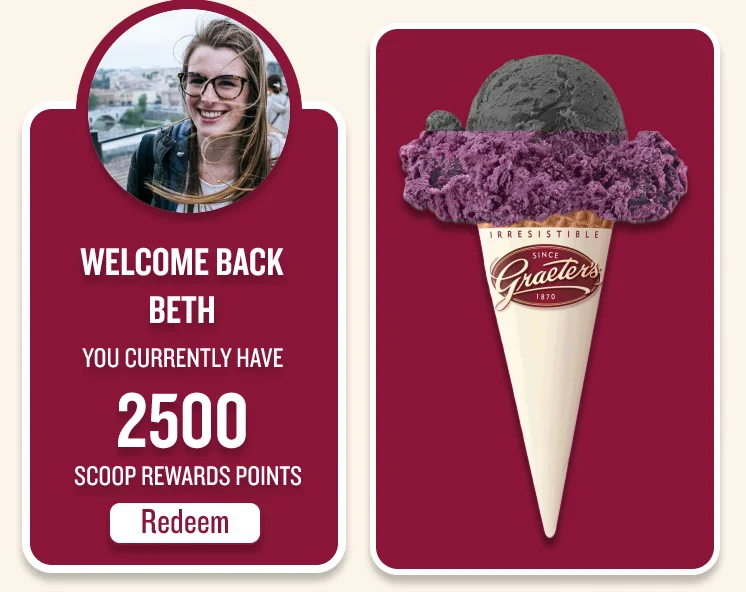 WELCOME BACK
BETH
YOU CURRENTLY HAVE
2500
SCOOP REWARDS POINTS
Redeem
IRRESISTIBLE
SINCE
Graeter's
1870